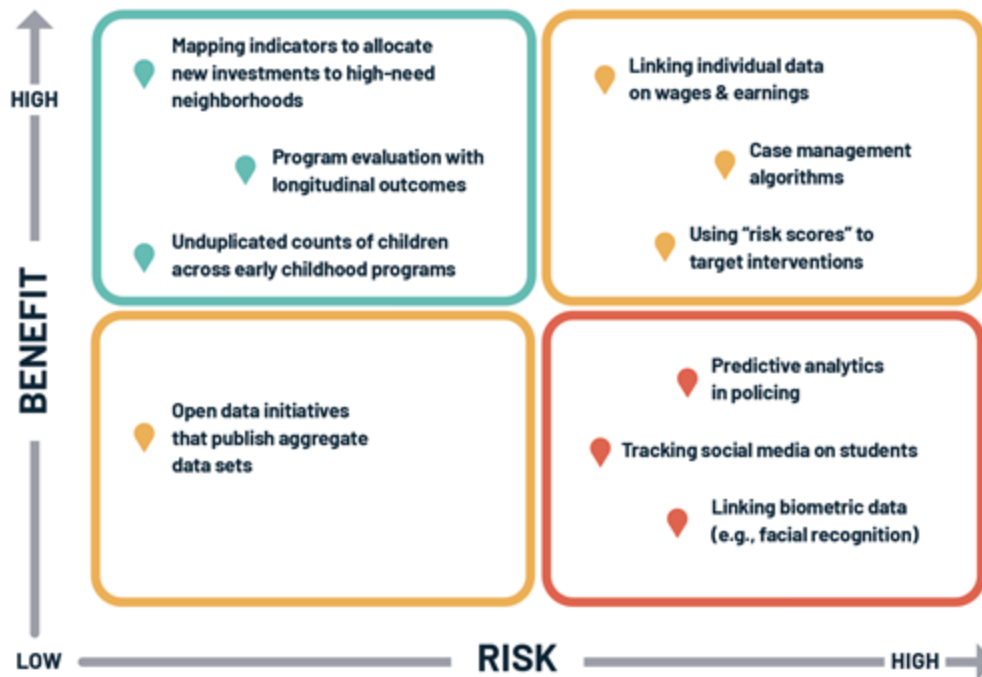 HIGH
BENEFIT
LOW
Mapping indicators to allocate
new investments to high-need
neighborhoods
Program evaluation with
longitudinal outcomes
Unduplicated counts of children
across early childhood programs
Linking individual data
on wages & earnings
Case management
algorithms
Using “risk scores” to
target interventions
Open data initiatives
that publish aggregate
data sets
Predictive analytics
in policing
Tracking social media on students
Linking biometric data
(e.g., facial recognition)
RISK
HIGH